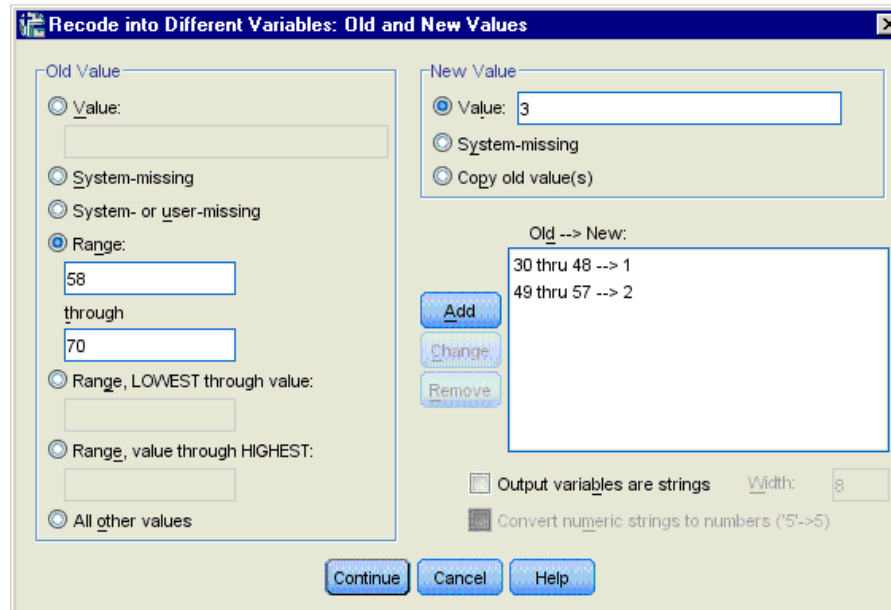 Recode into Different Variables: Old and New Values
Old Value
Value:
System-missing
System- or user-missing
Range:
58
through
70
Range, LOWEST through value:
Range, value through HIGHEST:
All other values
New Value
Value: 3
System-missing
Copy old value(s)
Old --> New:
30 thru 48 --> 1
49 thru 57 --> 2
Add
Change
Remove
Output variables are strings Width: 8
Convert numeric strings to numbers ('5'->5)
Continue Cancel Help